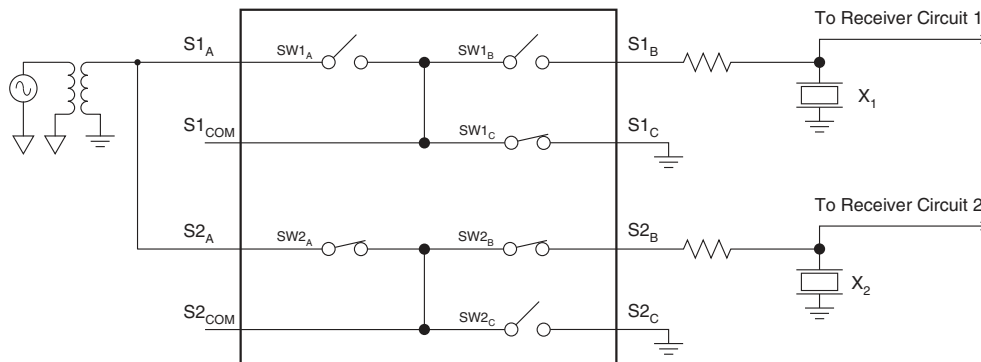 To Receiver Circuit 1
S1A SW1A SW1B S1B
X1
S1COM SW1C S1C
To Receiver Circuit 2
S2A SW2A SW2B S2B
X2
S2COM SW2C S2C